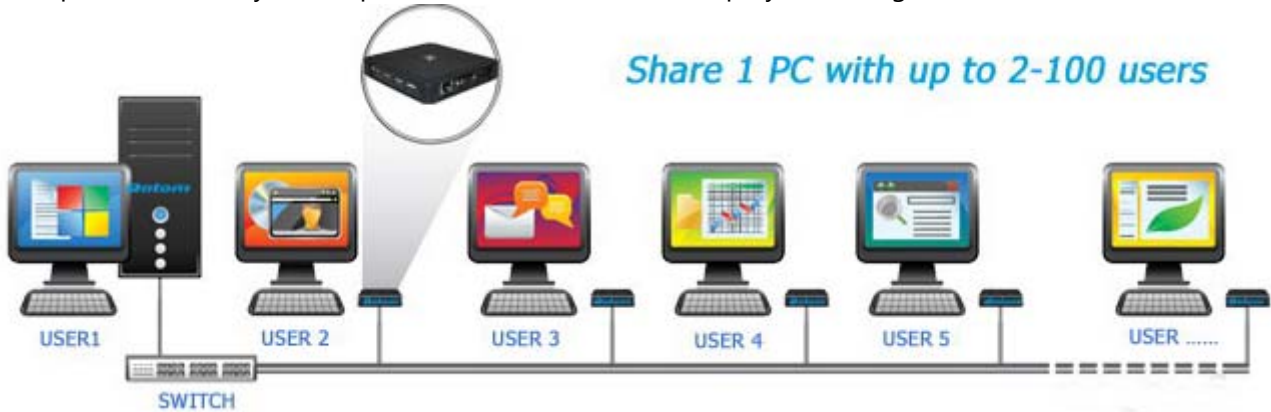 Share 1 PC with up to 2-100 users
Qotom
USER1
USER 2
USER 3
USER 4
USER 5
USER ......
SWITCH